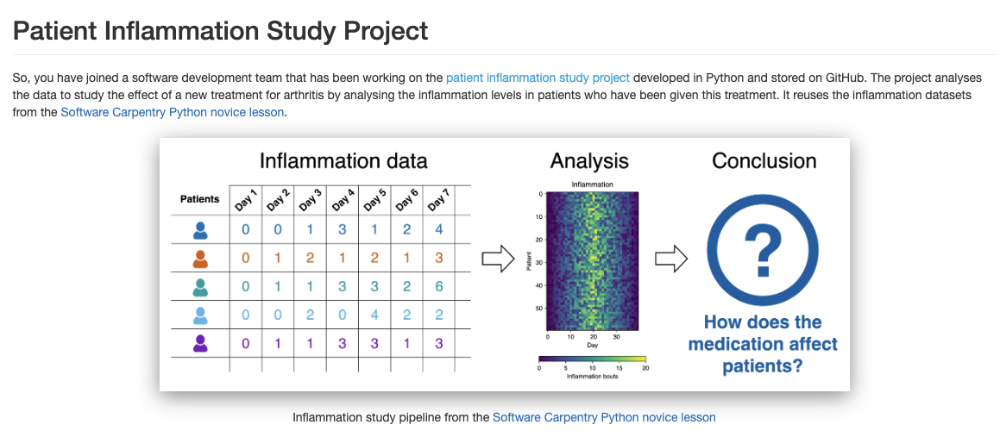 Patient Inflammation Study Project
So, you have joined a software development team that has been working on the patient inflammation study project developed in Python and stored on GitHub. The project analyses
the data to study the effect of a new treatment for arthritis by analysing the inflammation levels in patients who have been given this treatment. It reuses the inflammation datasets
from the Software Carpentry Python novice lesson.
Inflammation data
Patients Day 1 Day 2 Day 3 Day 4 Day 5 Day 6 Day 7
0 0 1 3 1 2 4
0 1 2 1 2 1 3
0 1 1 3 3 2 6
0 0 2 0 4 2 2
0 1 1 3 3 1 3
Analysis
Inflammation
0
10
20
30
40
50
Patient
0 10 20 30
Day
0 5 10 15 20
Inflammation bouts
Conclusion
?
How does the
medication affect
patients?
Inflammation study pipeline from the Software Carpentry Python novice lesson